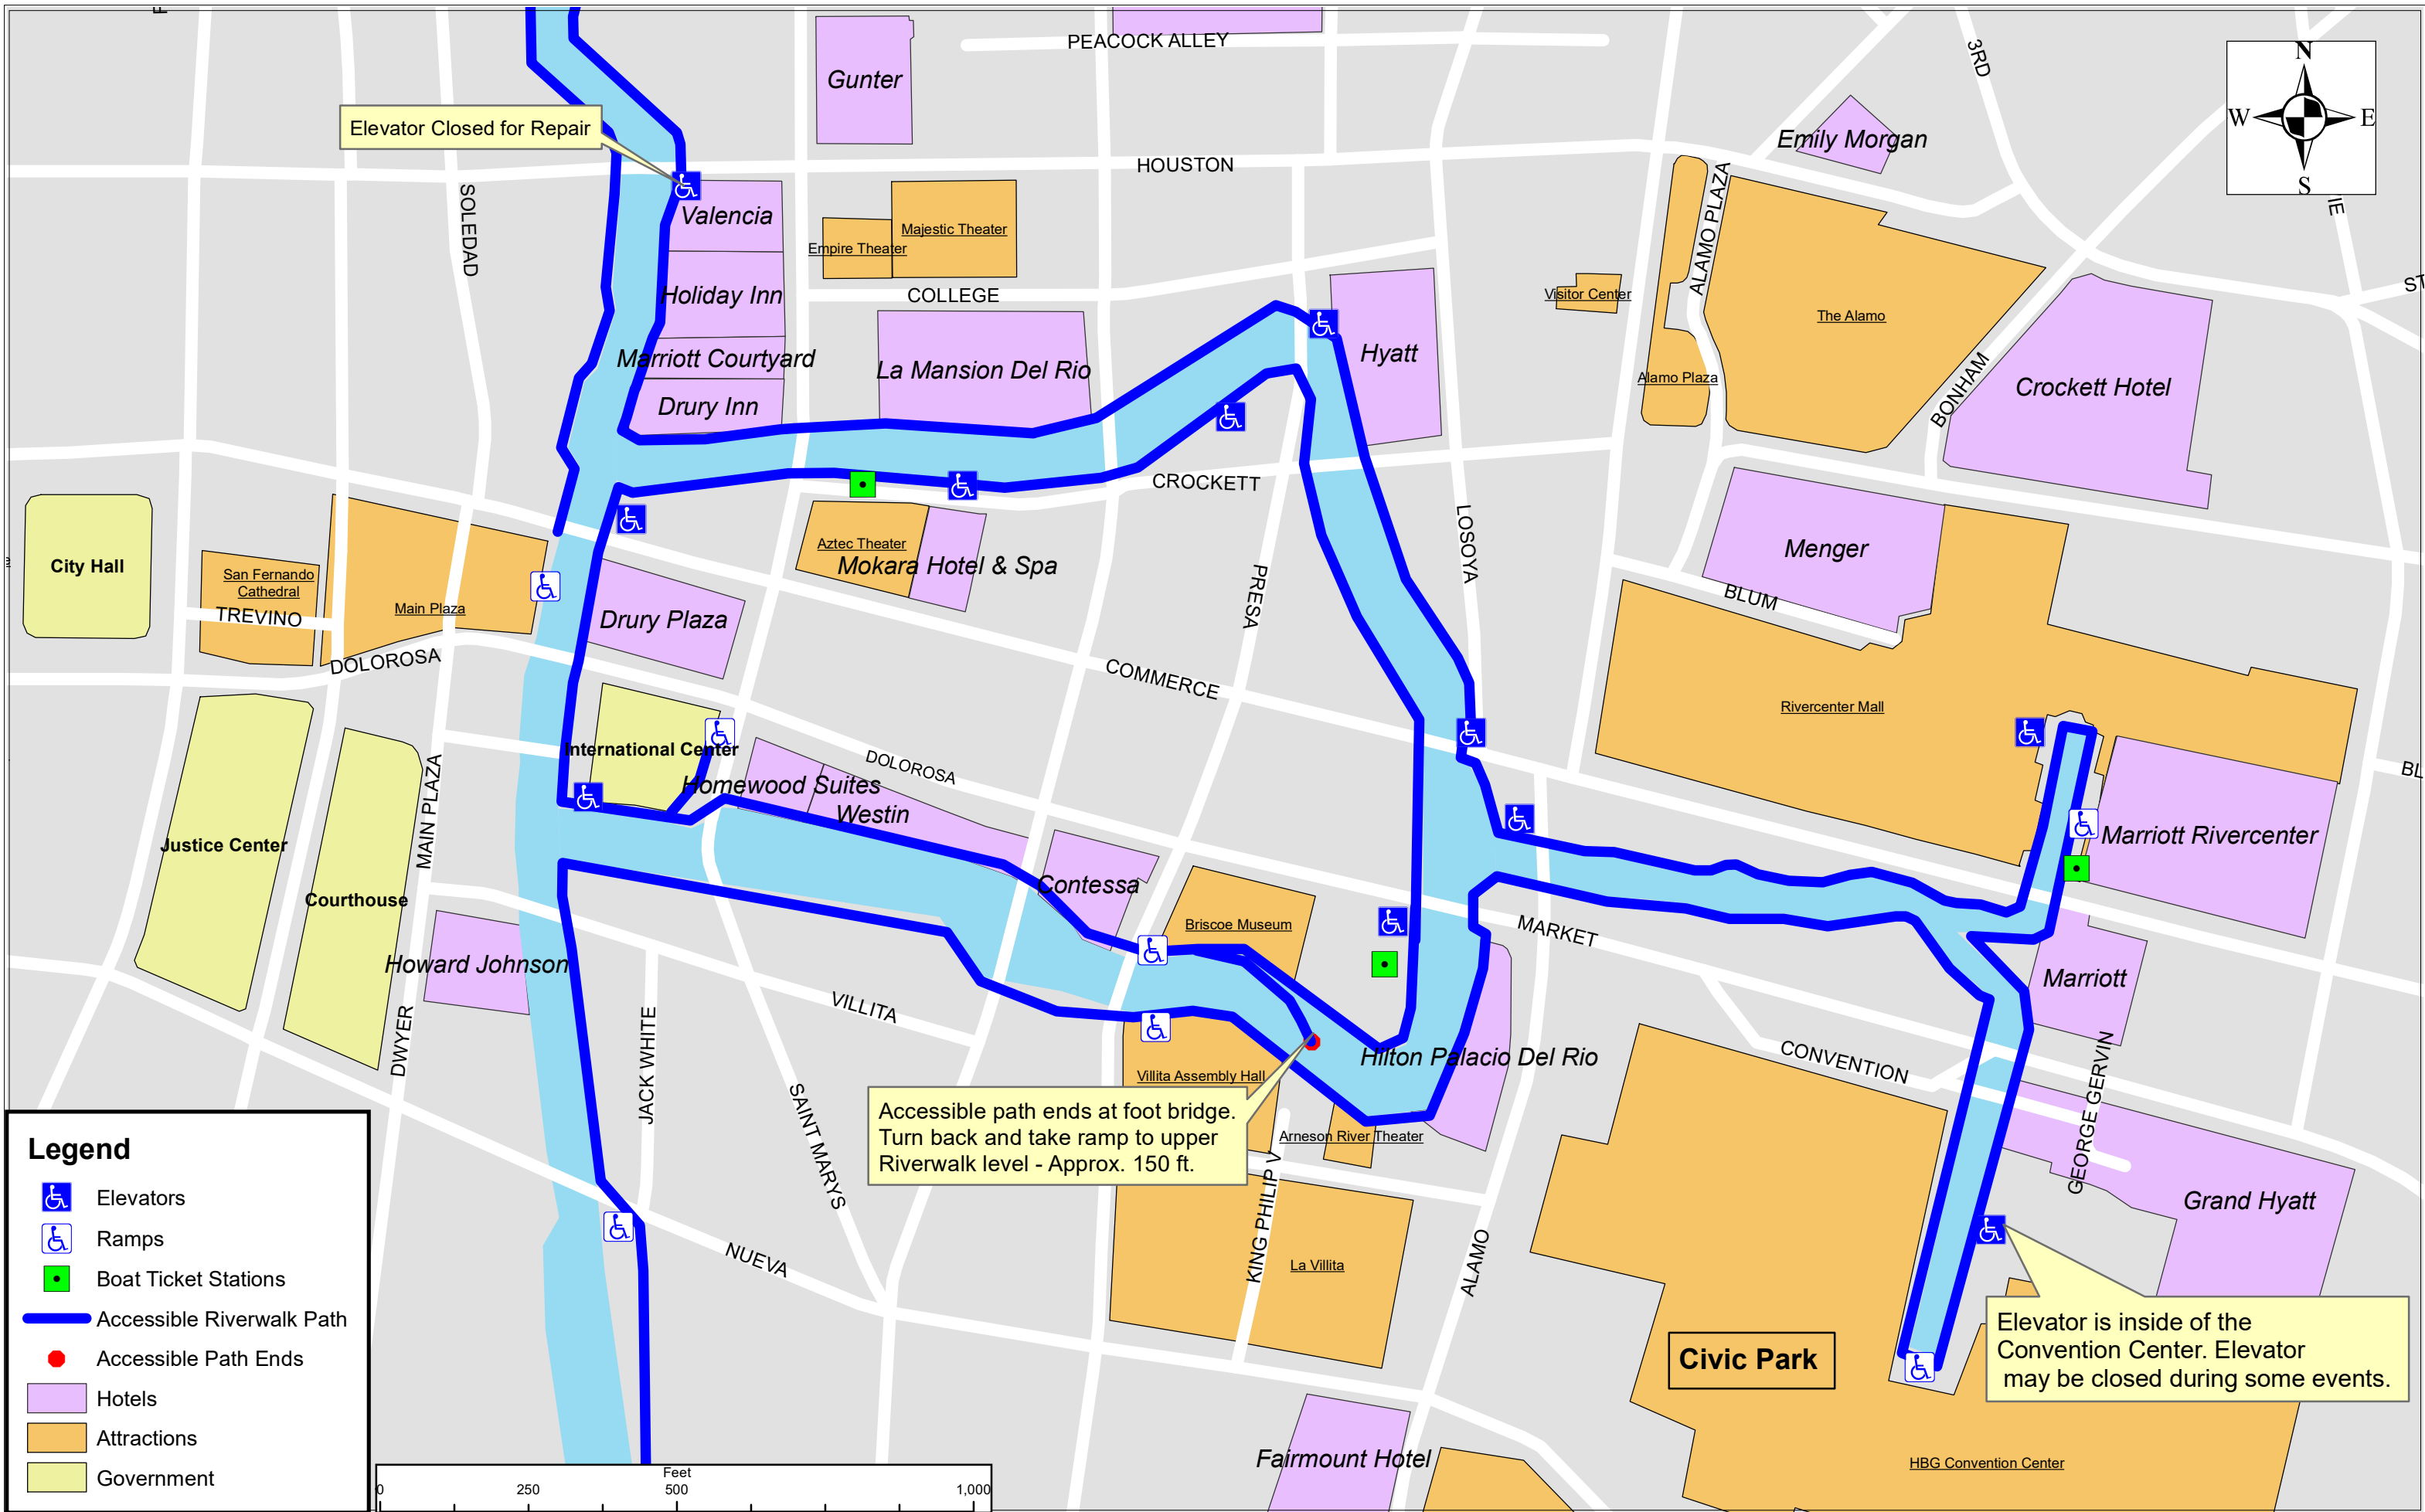 PEACOCK ALLEY
3RD
N
W
E
S
Gunter
Elevator Closed for Repair
Emily Morgan
HOUSTON
SOLEDAD
Valencia
Empire Theater
Majestic Theater
ALAMO PLAZA
Holiday Inn
COLLEGE
Visitor Center
The Alamo
Marriott Courtyard
La Mansion Del Rio
Hyatt
Alamo Plaza
BONHAM
Crockett Hotel
Drury Inn
CROCKETT
LOSOYA
City Hall
San Fernando
Cathedral
Main Plaza
TREVINO
DOLOROSA
Aztec Theater
Mokara Hotel & Spa
Drury Plaza
PRESA
COMMERCE
Menger
BLUM
Rivercenter Mall
International Center
Homewood Suites
Westin
DOLOROSA
Justice Center
MAIN PLAZA
Courthouse
Contessa
Marriott Rivercenter
Briscoe Museum
MARKET
Howard Johnson
Marriott
DWYER
JACK WHITE
VILLITA
SAINT MARYS
Hilton Palacio Del Rio
CONVENTION
GEORGE GERVIN
Villita Assembly Hall
Accessible path ends at foot bridge.
Turn back and take ramp to upper
Riverwalk level - Approx. 150 ft.
Arneson River Theater
KING PHILIP V
La Villita
ALAMO
NUEVA
Grand Hyatt
Elevator is inside of the
Convention Center. Elevator
may be closed during some events.
Civic Park
Fairmount Hotel
HBG Convention Center
Legend
Elevators
Ramps
Boat Ticket Stations
Accessible Riverwalk Path
Accessible Path Ends
Hotels
Attractions
Government
Feet
0
250
500
1,000
ST
BL
IE